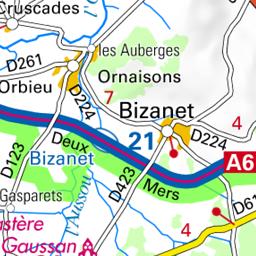 Cruscades
les Auberges
D261
Orbieu
Ornaisons
D224
7
Bizanet
4
D224
21
D123
Deux
Bizanet
A6
Mers
Gasparets
D423
l'Aussou
D61
4
Gaussan